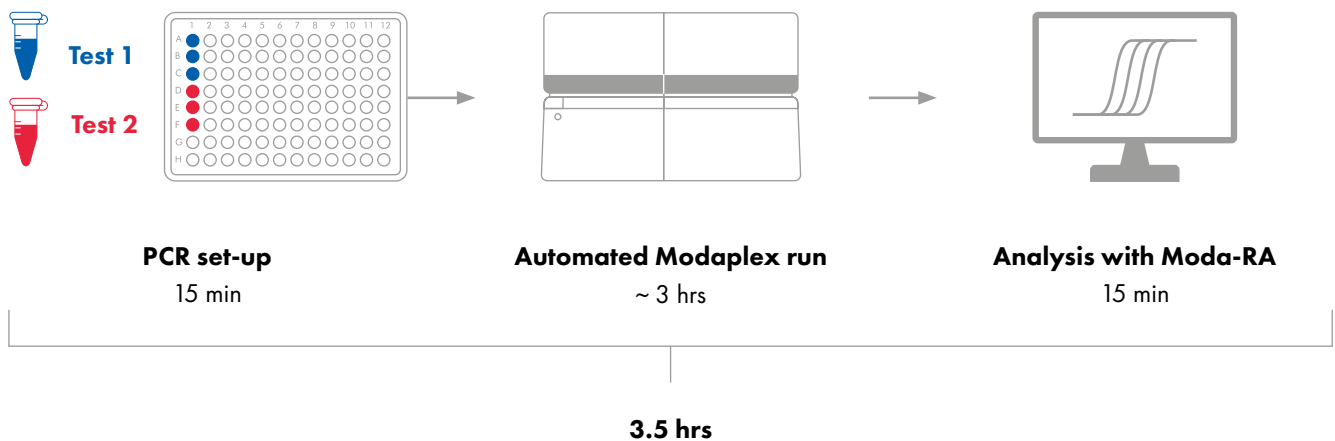 Test 1
Test 2
1 2 3 4 5 6 7 8 9 10 11 12
A
B
C
D
E
F
G
H
PCR set-up
15 min
Automated Modaplex run
~ 3 hrs
Analysis with Moda-RA
15 min
3.5 hrs